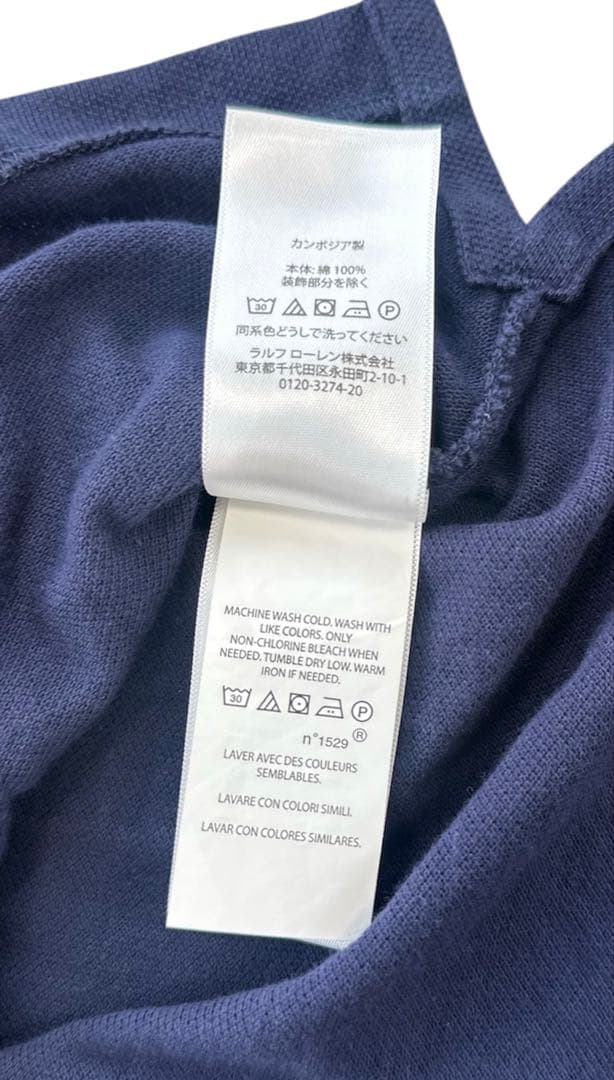 カンボジア製
本体: 綿 100%
装飾部分を除く
30 P
同系色どうしで洗ってください
ラルフ ローレン株式会社
東京都千代田区永田町2-10-1
0120-3274-20
MACHINE WASH COLD. WASH WITH
LIKE COLORS. ONLY
NON-CHLORINE BLEACH WHEN
NEEDED. TUMBLE DRY LOW. WARM
IRON IF NEEDED.
30 P
n°1529 ®
LAVER AVEC DES COULEURS
SEMBLABLES.
LAVARE CON COLORI SIMILI.
LAVAR CON COLORES SIMILARES.